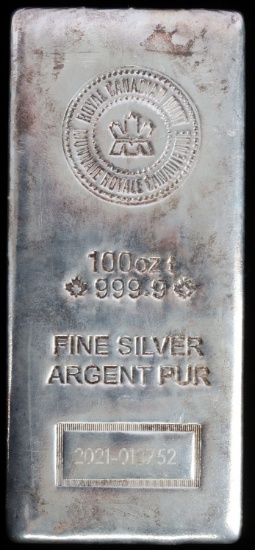 ROYAL CANADIAN MINT
MONNAIE ROYALE CANADIENNE
100 oz t
999.9
FINE SILVER
ARGENT PUR